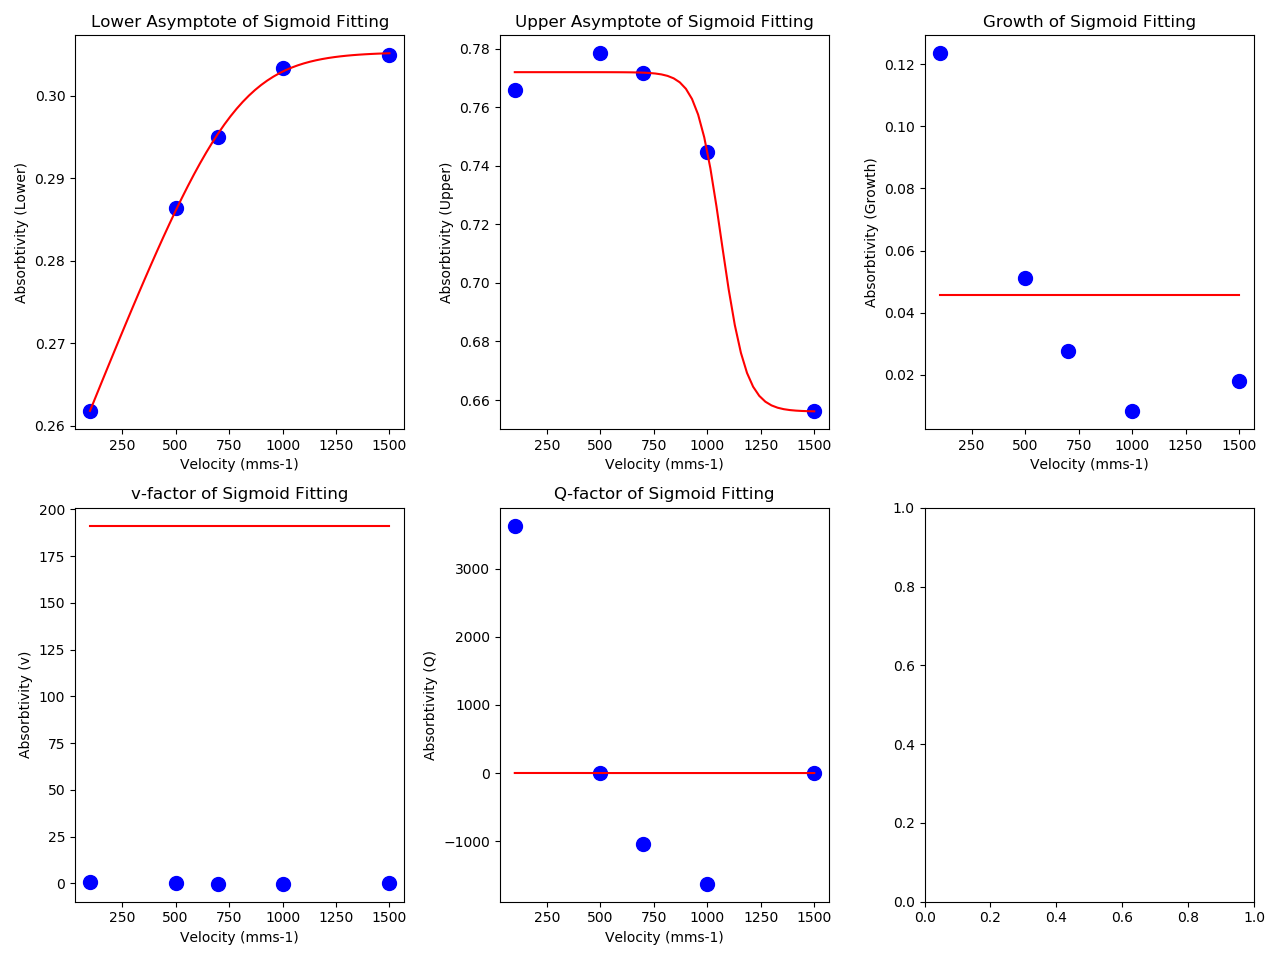 Lower Asymptote of Sigmoid Fitting
Absorbtivity (Lower)
0.30
0.29
0.28
0.27
0.26
250 500 750 1000 1250 1500
Velocity (mms-1)
Upper Asymptote of Sigmoid Fitting
Absorbtivity (Upper)
0.78
0.76
0.74
0.72
0.70
0.68
0.66
250 500 750 1000 1250 1500
Velocity (mms-1)
Growth of Sigmoid Fitting
Absorbtivity (Growth)
0.12
0.10
0.08
0.06
0.04
0.02
250 500 750 1000 1250 1500
Velocity (mms-1)
v-factor of Sigmoid Fitting
Absorbtivity (v)
200
175
150
125
100
75
50
25
0
250 500 750 1000 1250 1500
Velocity (mms-1)
Q-factor of Sigmoid Fitting
Absorbtivity (Q)
3000
2000
1000
0
−1000
250 500 750 1000 1250 1500
Velocity (mms-1)
1.0
0.8
0.6
0.4
0.2
0.0
0.0 0.2 0.4 0.6 0.8 1.0